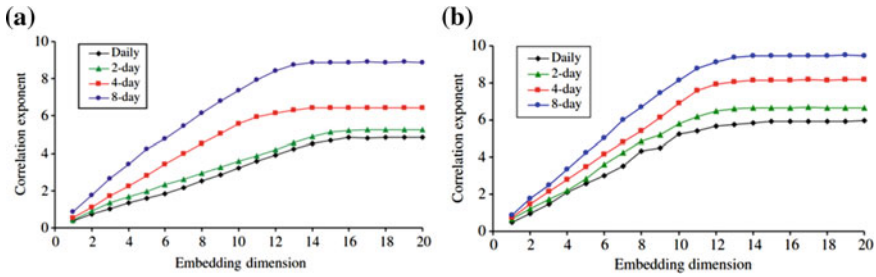 (a)
10
8
6
4
2
0
Correlation exponent
Daily
2-day
4-day
8-day
0 2 4 6 8 10 12 14 16 18 20
Embedding dimension
(b)
10
8
6
4
2
0
Correlation exponent
Daily
2-day
4-day
8-day
0 2 4 6 8 10 12 14 16 18 20
Embedding dimension